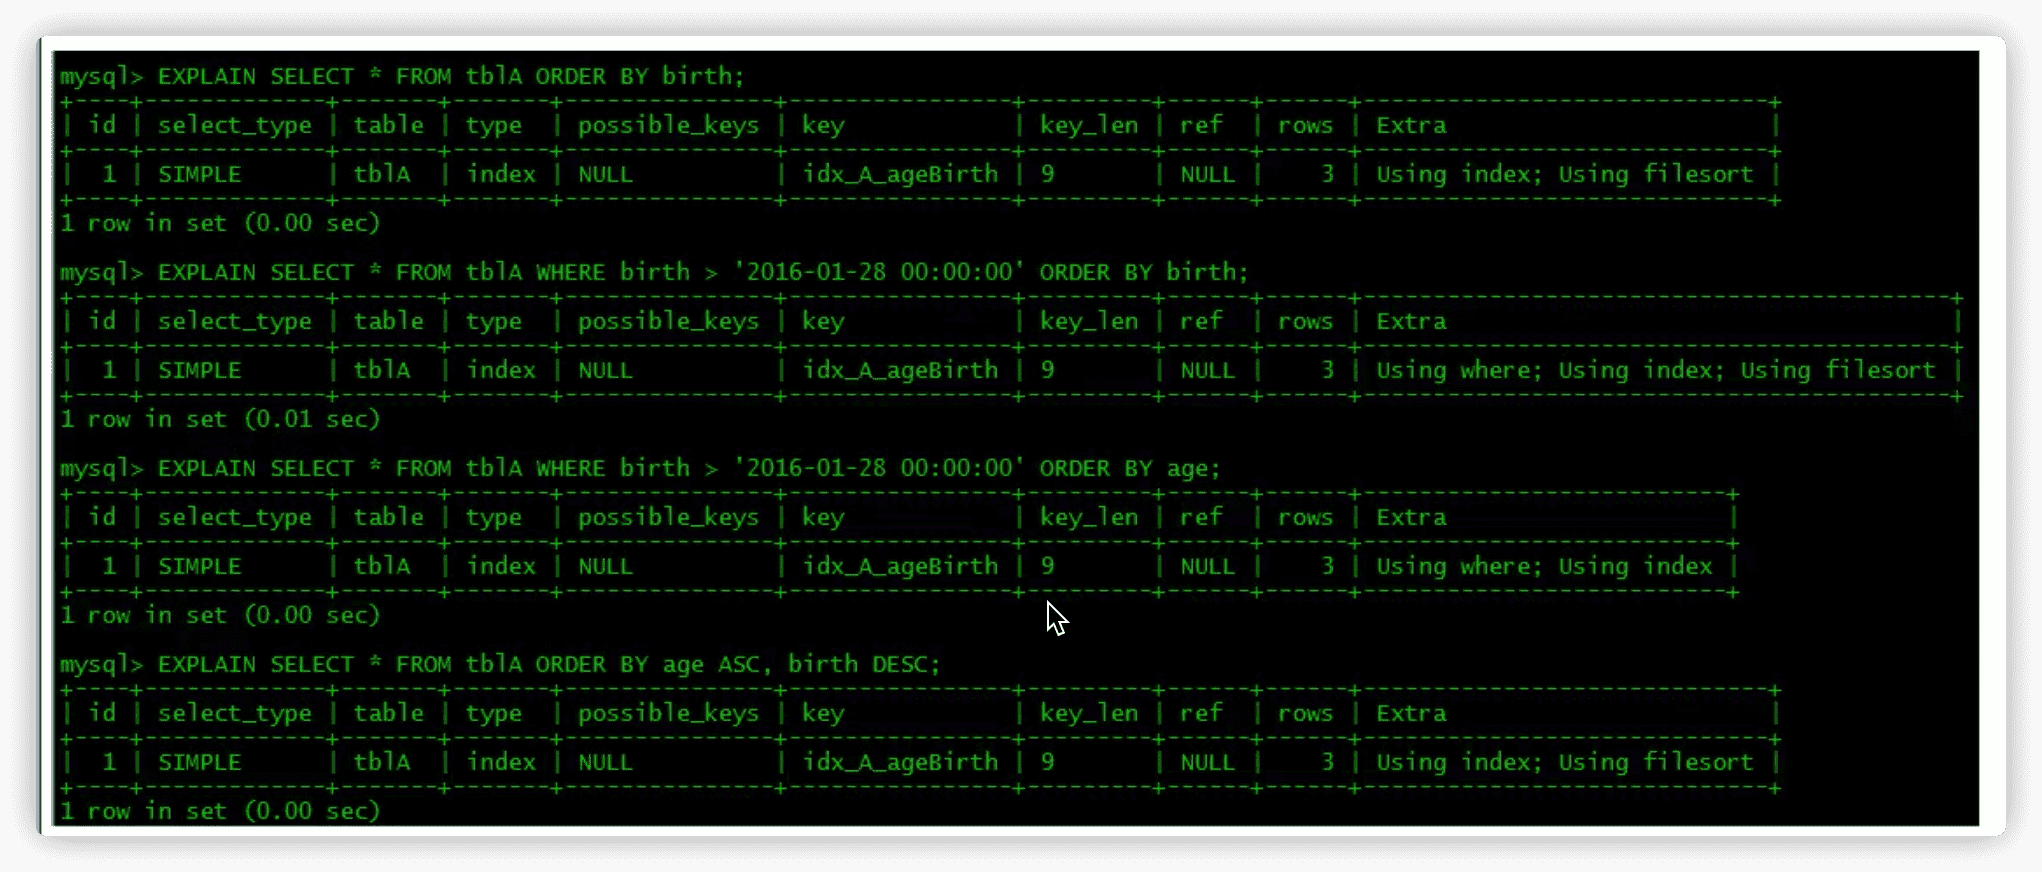 mysql> EXPLAIN SELECT * FROM tblA ORDER BY birth;
+----+-------------+-------+-------+---------------+----------------+---------+------+------+-----------------------------+
| id | select_type | table | type  | possible_keys | key            | key_len | ref  | rows | Extra                       |
+----+-------------+-------+-------+---------------+----------------+---------+------+------+-----------------------------+
|  1 | SIMPLE      | tblA  | index | NULL          | idx_A_ageBirth | 9       | NULL |    3 | Using index; Using filesort |
+----+-------------+-------+-------+---------------+----------------+---------+------+------+-----------------------------+
1 row in set (0.00 sec)
mysql> EXPLAIN SELECT * FROM tblA WHERE birth > '2016-01-28 00:00:00' ORDER BY birth;
+----+-------------+-------+-------+---------------+----------------+---------+------+------+------------------------------------------+
| id | select_type | table | type  | possible_keys | key            | key_len | ref  | rows | Extra                                    |
+----+-------------+-------+-------+---------------+----------------+---------+------+------+------------------------------------------+
|  1 | SIMPLE      | tblA  | index | NULL          | idx_A_ageBirth | 9       | NULL |    3 | Using where; Using index; Using filesort |
+----+-------------+-------+-------+---------------+----------------+---------+------+------+------------------------------------------+
1 row in set (0.01 sec)
mysql> EXPLAIN SELECT * FROM tblA WHERE birth > '2016-01-28 00:00:00' ORDER BY age;
+----+-------------+-------+-------+---------------+----------------+---------+------+------+--------------------------+
| id | select_type | table | type  | possible_keys | key            | key_len | ref  | rows | Extra                    |
+----+-------------+-------+-------+---------------+----------------+---------+------+------+--------------------------+
|  1 | SIMPLE      | tblA  | index | NULL          | idx_A_ageBirth | 9       | NULL |    3 | Using where; Using index |
+----+-------------+-------+-------+---------------+----------------+---------+------+------+--------------------------+
1 row in set (0.00 sec)
mysql> EXPLAIN SELECT * FROM tblA ORDER BY age ASC, birth DESC;
+----+-------------+-------+-------+---------------+----------------+---------+------+------+-----------------------------+
| id | select_type | table | type  | possible_keys | key            | key_len | ref  | rows | Extra                       |
+----+-------------+-------+-------+---------------+----------------+---------+------+------+-----------------------------+
|  1 | SIMPLE      | tblA  | index | NULL          | idx_A_ageBirth | 9       | NULL |    3 | Using index; Using filesort |
+----+-------------+-------+-------+---------------+----------------+---------+------+------+-----------------------------+
1 row in set (0.00 sec)